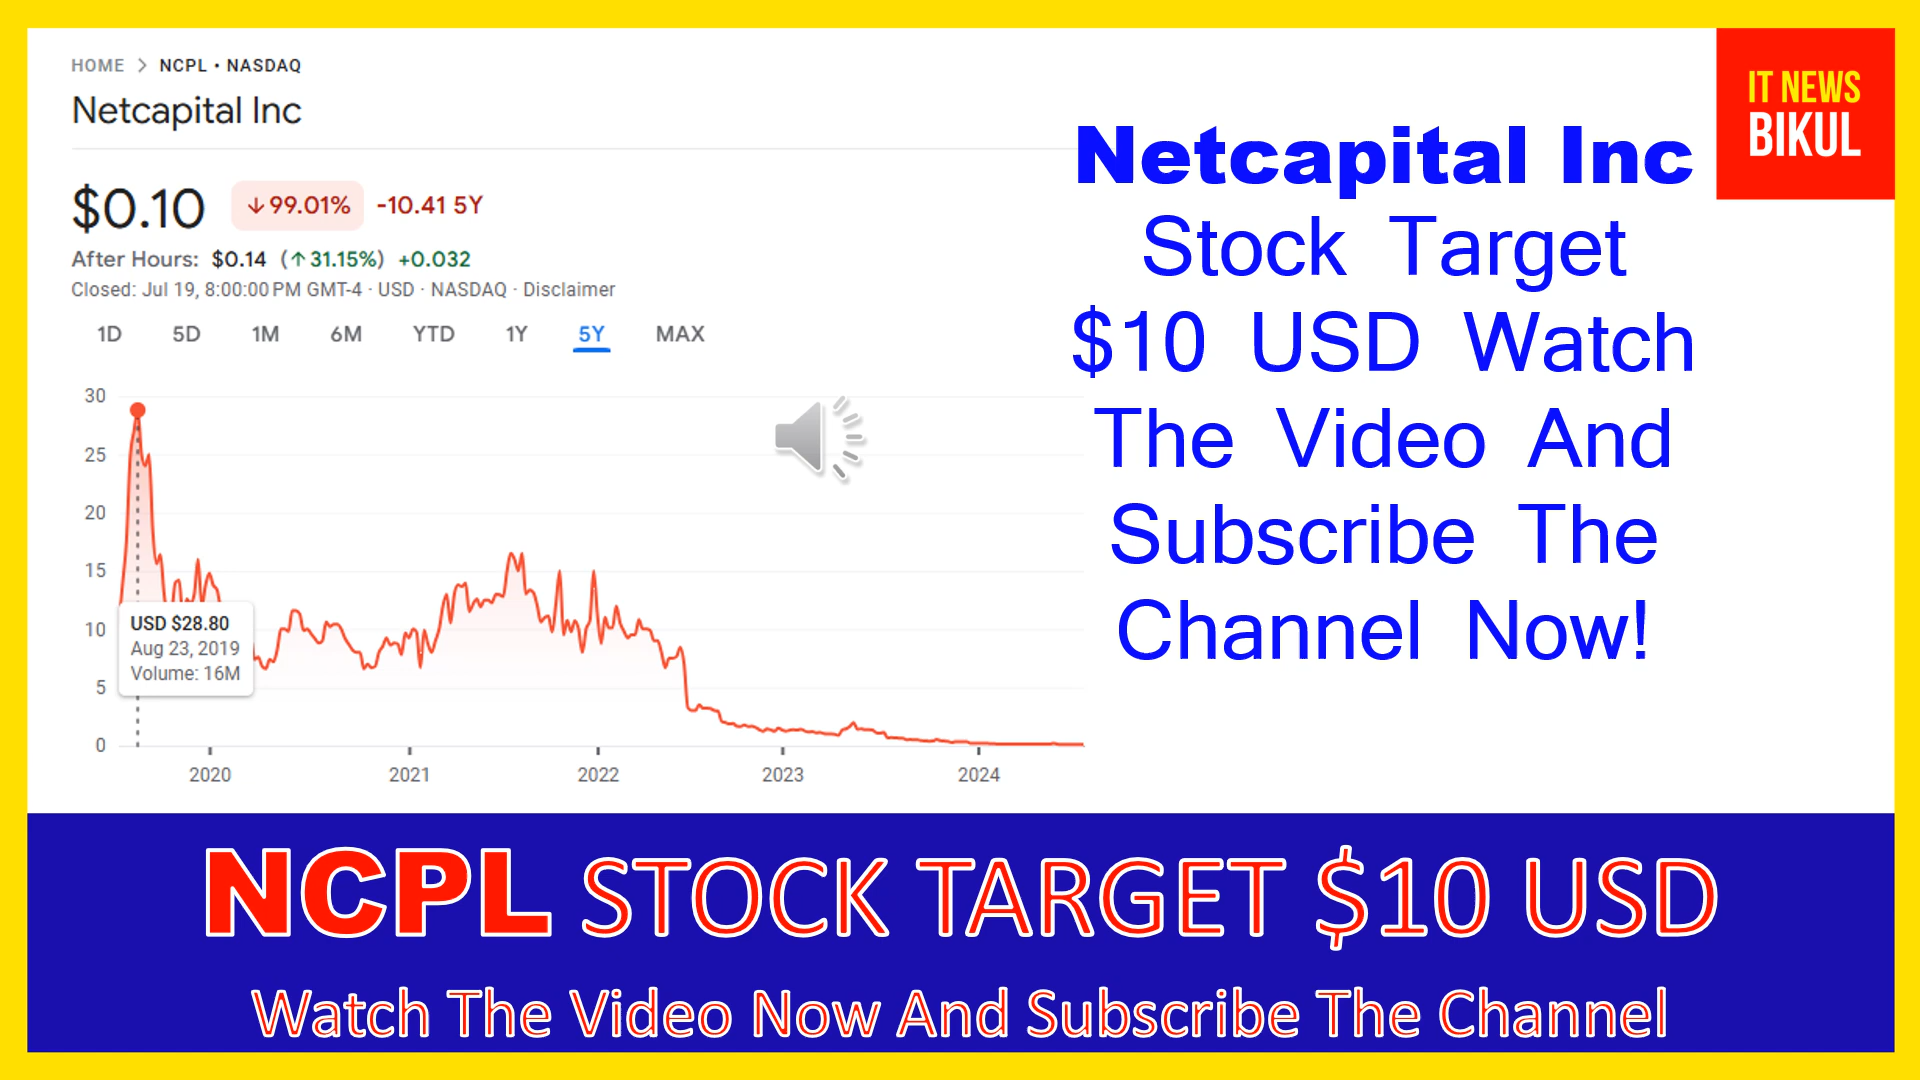 HOME > NCPL • NASDAQ
Netcapital Inc
$0.10 ↓99.01% -10.41 5Y
After Hours: $0.14 (↑31.15%) +0.032
Closed: Jul 19, 8:00:00 PM GMT-4 · USD · NASDAQ · Disclaimer
1D 5D 1M 6M YTD 1Y 5Y MAX
30
25
20
15
10
5
0
USD $28.80
Aug 23, 2019
Volume: 16M
2020 2021 2022 2023 2024
Netcapital Inc
Stock Target
$10 USD Watch
The Video And
Subscribe The
Channel Now!
IT NEWS
BIKUL
NCPL STOCK TARGET $10 USD
Watch The Video Now And Subscribe The Channel